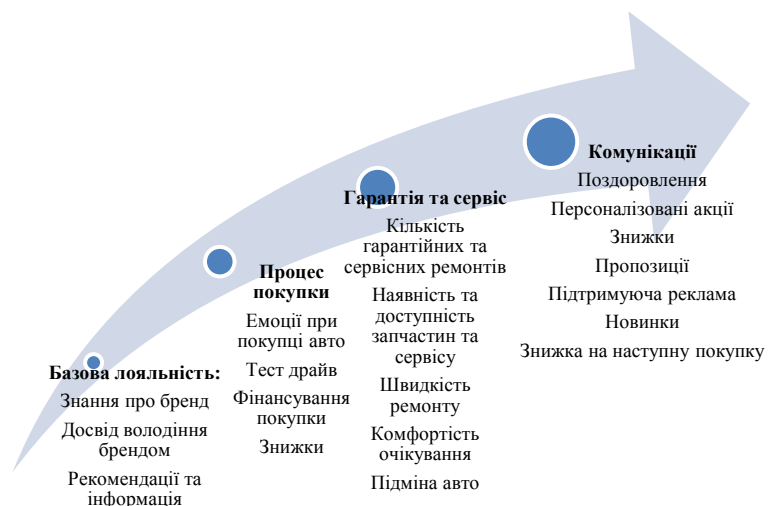 Базова лояльність:
Знання про бренд
Досвід володіння
брендом
Рекомендації та
інформація
Процес
покупки
Емоції при
покупці авто
Тест драйв
Фінансування
покупки
Знижки
Гарантія та сервіс
Кількість
гарантійних та
сервісних ремонтів
Наявність та
доступність
запчастин та
сервісу
Швидкість
ремонту
Комфортість
очікування
Підміна авто
Комунікації
Поздоровлення
Персоналізовані акції
Знижки
Пропозиції
Підтримуюча реклама
Новинки
Знижка на наступну покупку